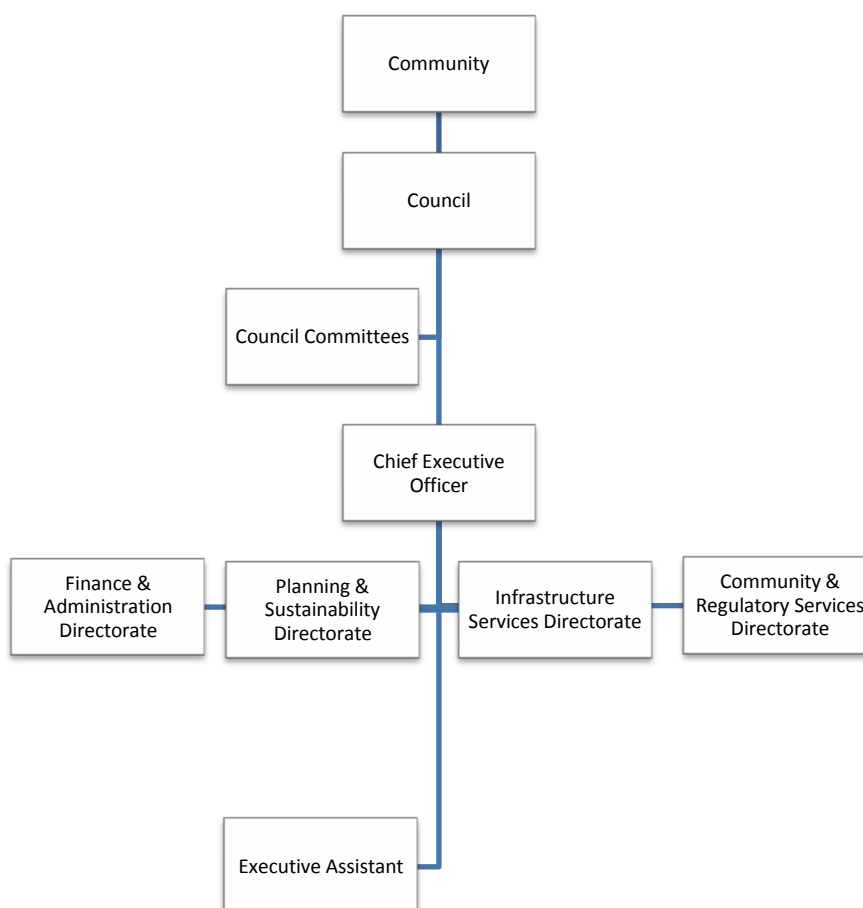 Community
Council
Council Committees
Chief Executive
Officer
Finance &
Administration
Directorate
Planning &
Sustainability
Directorate
Infrastructure
Services Directorate
Community &
Regulatory Services
Directorate
Executive Assistant